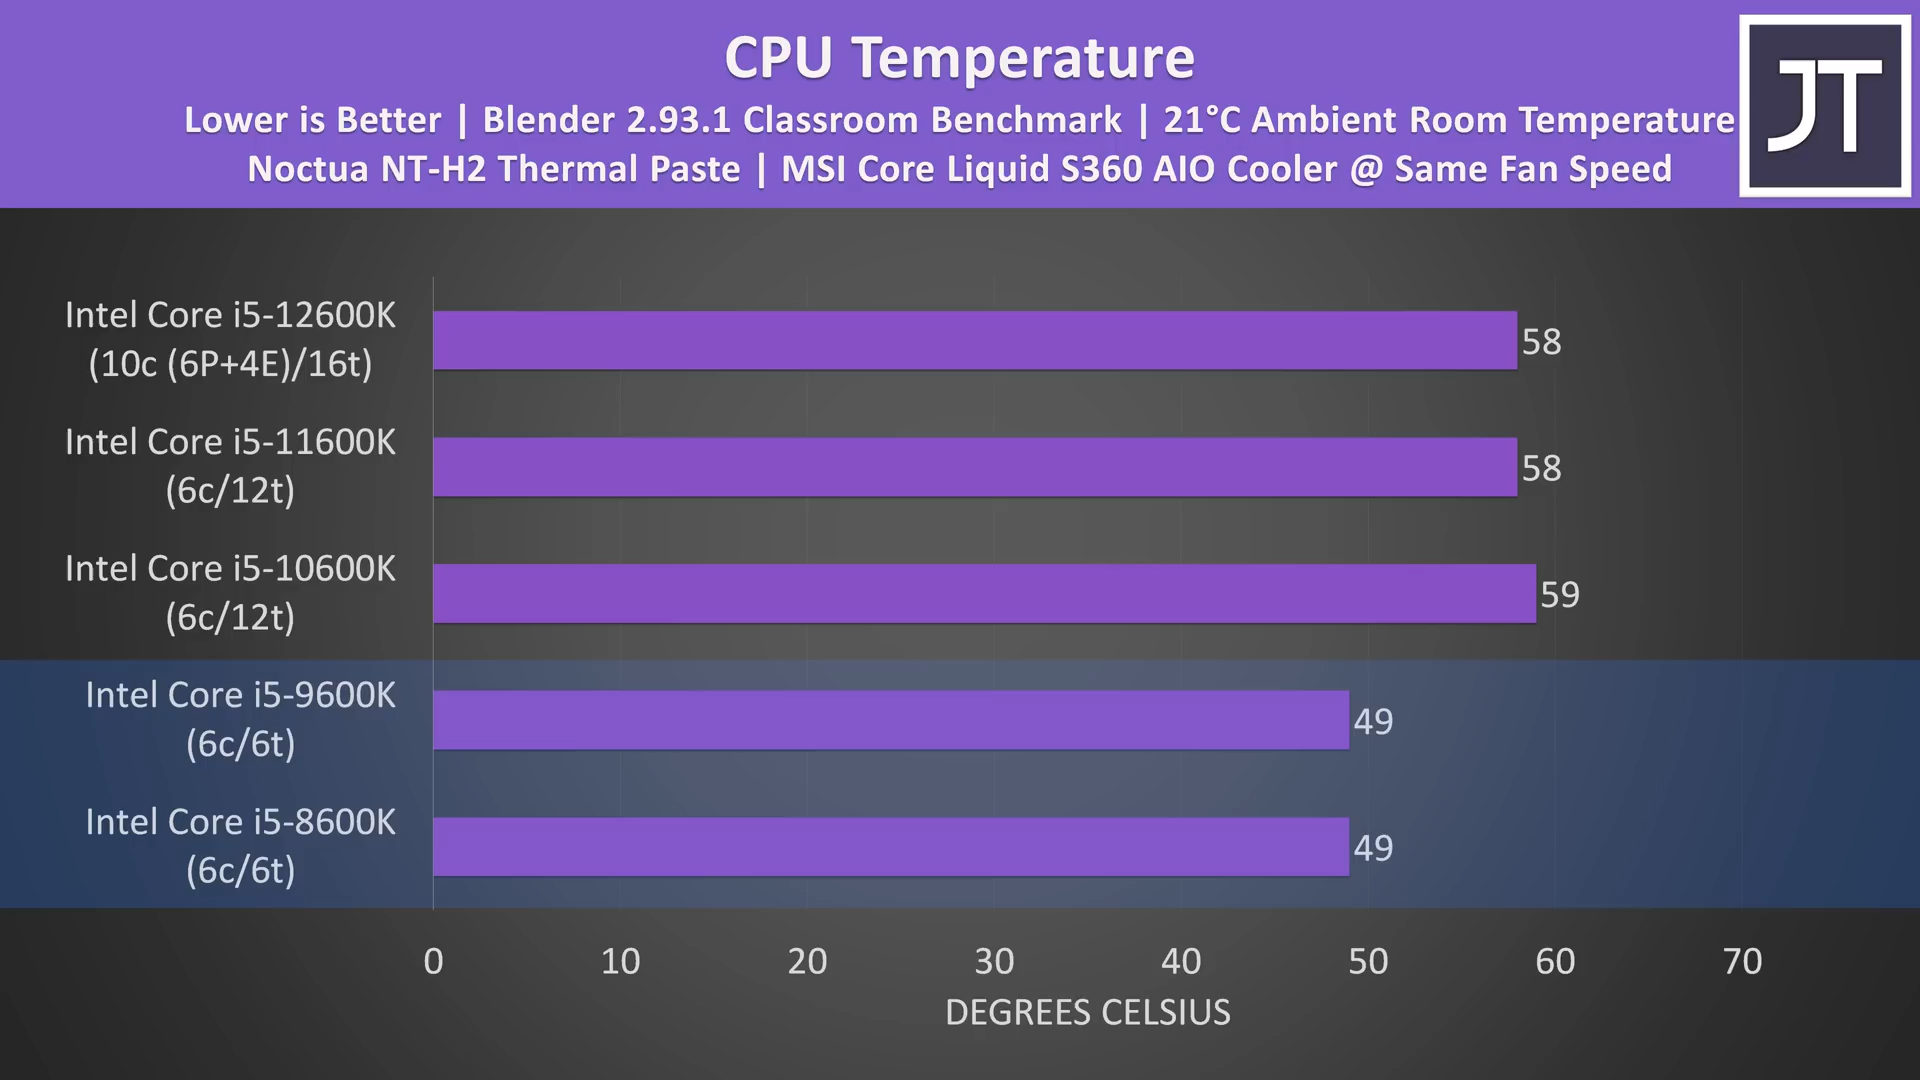 CPU Temperature
Lower is Better | Blender 2.93.1 Classroom Benchmark | 21°C Ambient Room Temperature
Noctua NT-H2 Thermal Paste | MSI Core Liquid S360 AIO Cooler @ Same Fan Speed
JT
Intel Core i5-12600K
(10c (6P+4E)/16t)
58
Intel Core i5-11600K
(6c/12t)
58
Intel Core i5-10600K
(6c/12t)
59
Intel Core i5-9600K
(6c/6t)
49
Intel Core i5-8600K
(6c/6t)
49
0 10 20 30 40 50 60 70
DEGREES CELSIUS